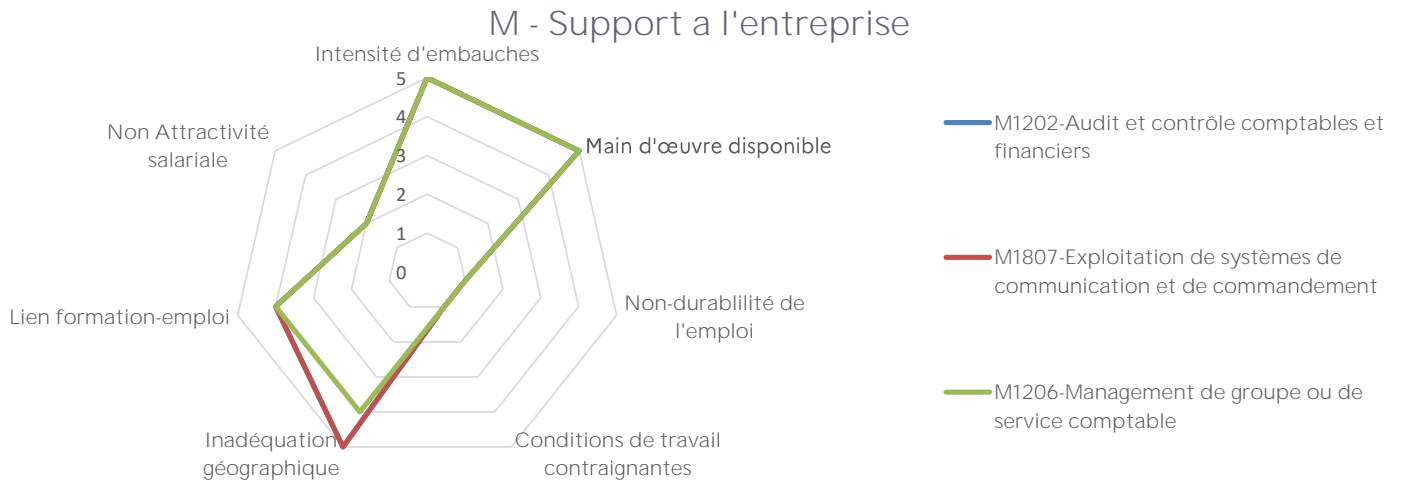 M - Support a l'entreprise
Intensité d'embauches
5
4
3
2
1
0
Main d'œuvre disponible
Non-durablilité de
l'emploi
Conditions de travail
contraignantes
Inadéquation
géographique
Lien formation-emploi
Non Attractivité
salariale
M1202-Audit et contrôle comptables et
financiers
M1807-Exploitation de systèmes de
communication et de commandement
M1206-Management de groupe ou de
service comptable